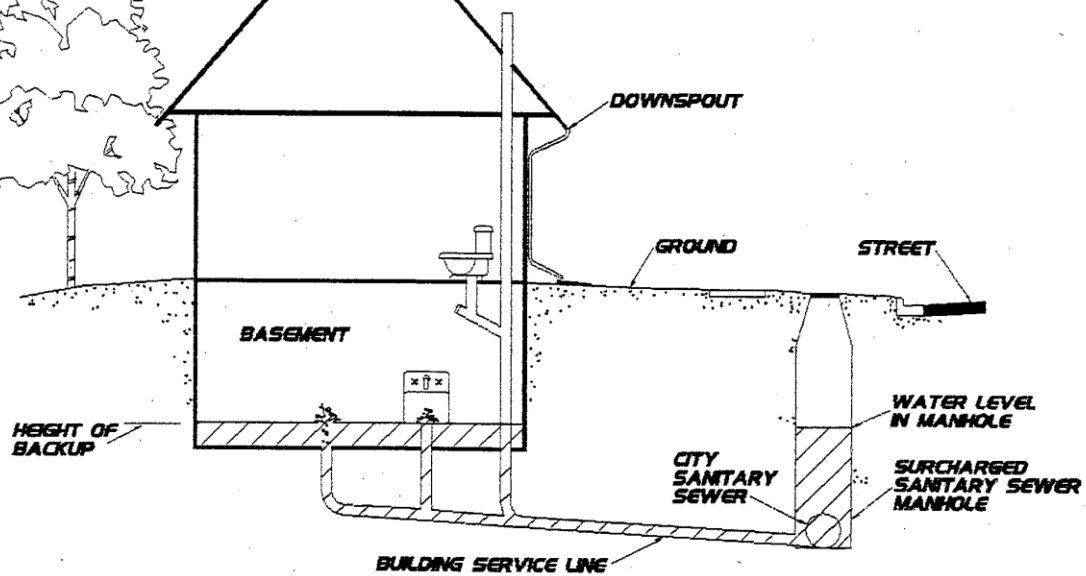 DOWNSPOUT
GROUND
STREET
BASEMENT
HEIGHT OF
BACKUP
WATER LEVEL
IN MANHOLE
CITY
SANITARY
SEWER
SURCHARGED
SANITARY SEWER
MANHOLE
BUILDING SERVICE LINE